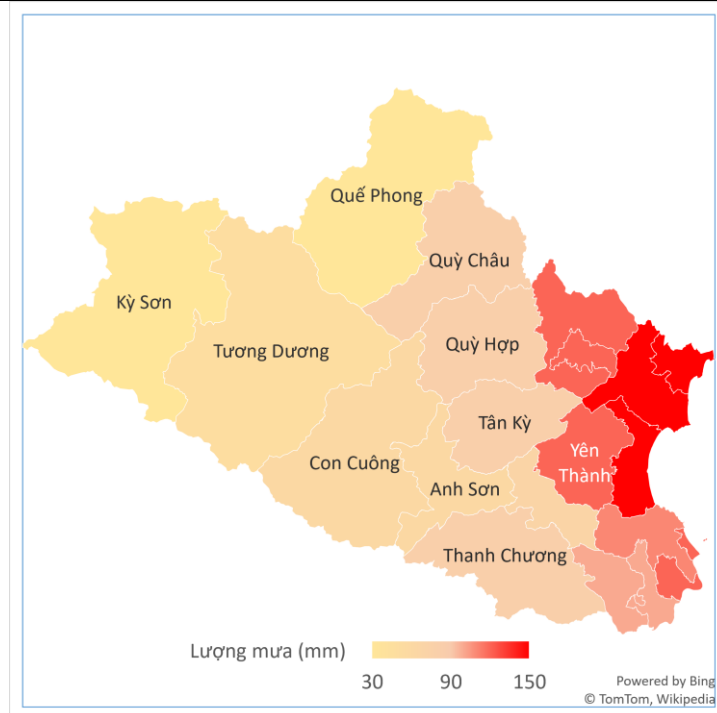 Quế Phong
Quỳ Châu
Kỳ Sơn
Quỳ Hợp
Tương Dương
Tân Kỳ
Yên
Thành
Con Cuông
Anh Sơn
Thanh Chương
Lượng mưa (mm)
30 90 150
Powered by Bing
© TomTom, Wikipedia